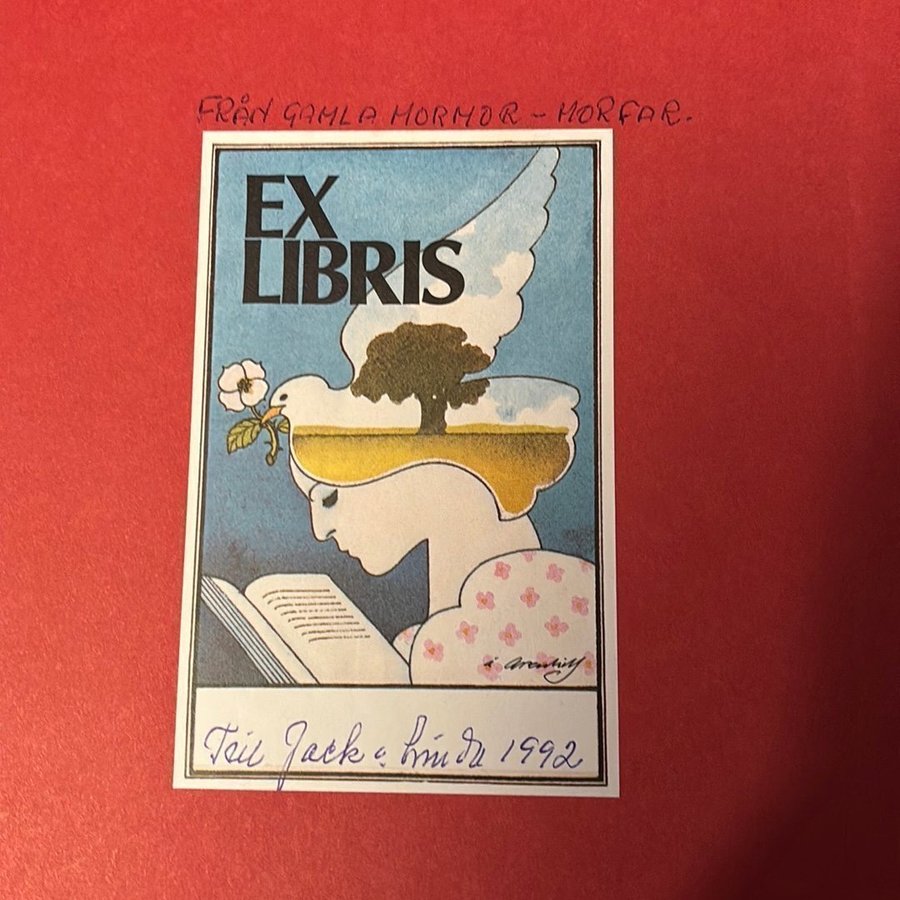 FRÅN GAMLA MORMOR – MORFAR.
EX
LIBRIS
Till Jack o Linda 1992